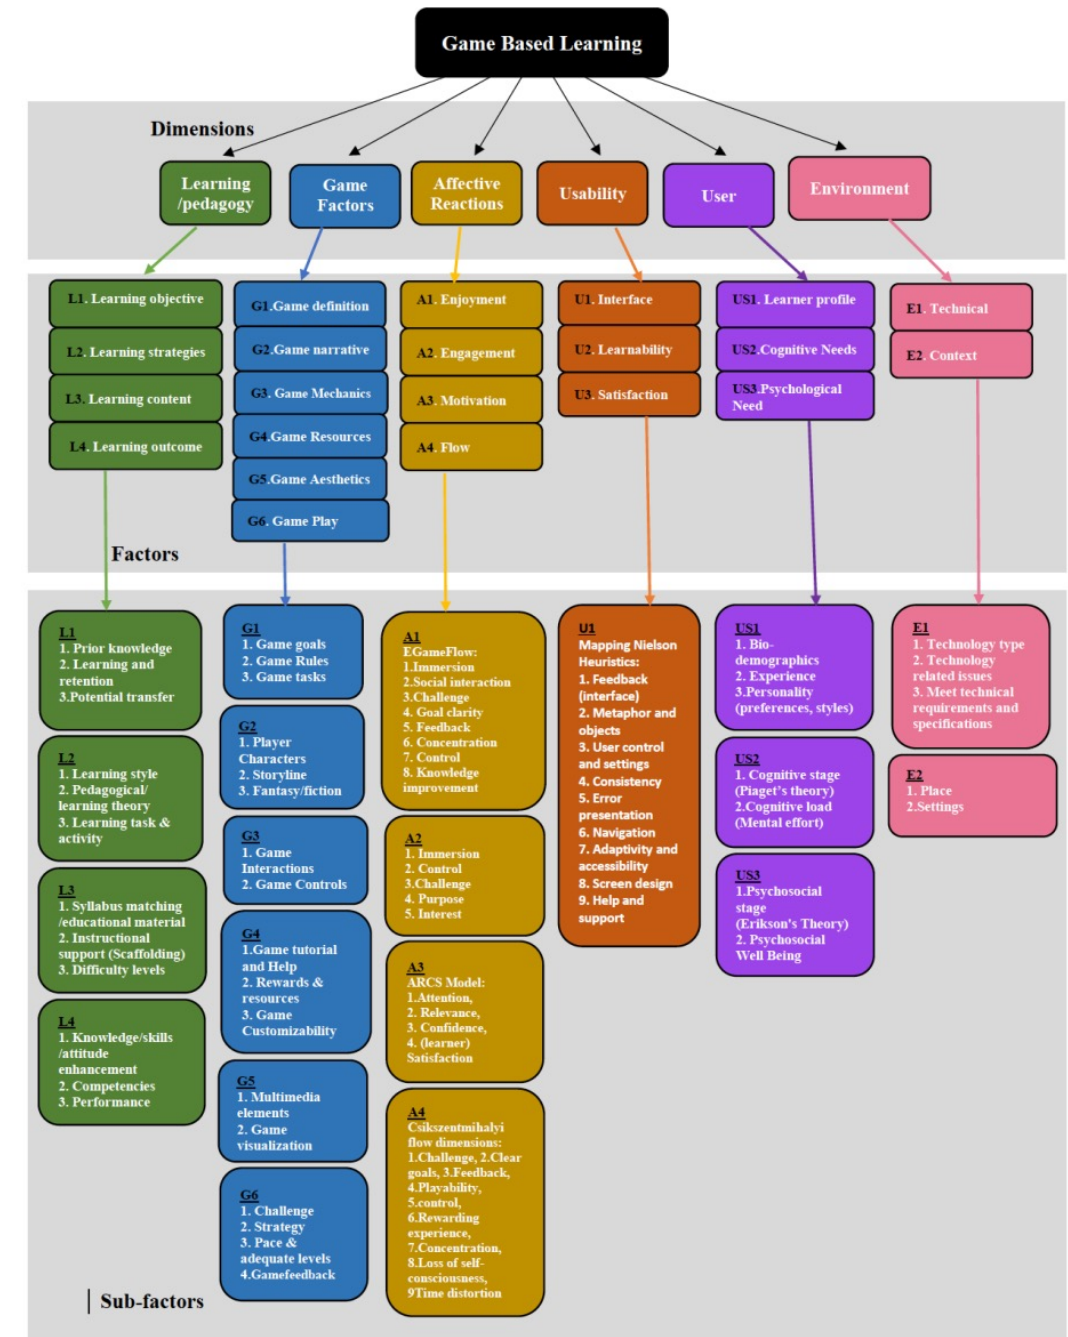 Game Based Learning
Dimensions
Learning
/pedagogy
Game
Factors
Affective
Reactions
Usability
User
Environment
L1. Learning objective
L2. Learning strategies
L3. Learning content
L4. Learning outcome
G1.Game definition
G2.Game narrative
G3. Game Mechanics
G4.Game Resources
G5.Game Aesthetics
G6. Game Play
A1. Enjoyment
A2. Engagement
A3. Motivation
A4. Flow
U1. Interface
U2. Learnability
U3. Satisfaction
US1. Learner profile
US2.Cognitive Needs
US3.Psychological
Need
E1. Technical
E2. Context
Factors
L1
1. Prior knowledge
2. Learning and
retention
3.Potential transfer
L2
1. Learning style
2. Pedagogical/
learning theory
3. Learning task &
activity
L3
1. Syllabus matching
/educational material
2. Instructional
support (Scaffolding)
3. Difficulty levels
L4
1. Knowledge/skills
/attitude
enhancement
2. Competencies
3. Performance
G1
1. Game goals
2. Game Rules
3. Game tasks
G2
1. Player
Characters
2. Storyline
3. Fantasy/fiction
G3
1. Game
Interactions
2. Game Controls
G4
1.Game tutorial
and Help
2. Rewards &
resources
3. Game
Customizability
G5
1. Multimedia
elements
2. Game
visualization
G6
1. Challenge
2. Strategy
3. Pace &
adequate levels
4.Gamefeedback
A1
EGameFlow:
1.Immersion
2.Social interaction
3.Challenge
4. Goal clarity
5. Feedback
6. Concentration
7. Control
8. Knowledge
improvement
A2
1. Immersion
2. Control
3.Challenge
4. Purpose
5. Interest
A3
ARCS Model:
1.Attention,
2. Relevance,
3. Confidence,
4. (learner)
Satisfaction
A4
Csikszentmihalyi
flow dimensions:
1.Challenge, 2.Clear
goals, 3.Feedback,
4.Playability,
5.control,
6.Rewarding
experience,
7.Concentration,
8.Loss of self-
consciousness,
9Time distortion
U1
Mapping Nielson
Heuristics:
1. Feedback
(interface)
2. Metaphor and
objects
3. User control
and settings
4. Consistency
5. Error
presentation
6. Navigation
7. Adaptivity and
accessibility
8. Screen design
9. Help and
support
US1
1. Bio-
demographics
2. Experience
3.Personality
(preferences, styles)
US2
1. Cognitive stage
(Piaget's theory)
2.Cognitive load
(Mental effort)
US3
1.Psychosocial
stage
(Erikson's Theory)
2. Psychosocial
Well Being
E1
1. Technology type
2. Technology
related issues
3. Meet technical
requirements and
specifications
E2
1. Place
2.Settings
Sub-factors